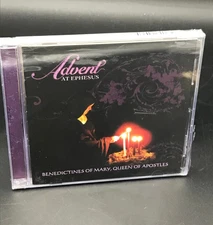 Advent
AT EPHESUS
BENEDICTINES OF MARY, QUEEN OF APOSTLES